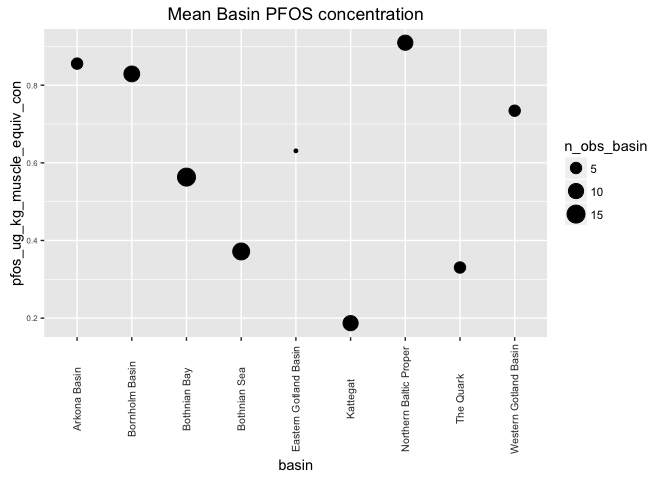 Mean Basin PFOS concentration
pfos_ug_kg_muscle_equiv_con
0.8
0.6
0.4
0.2
Arkona Basin
Bornholm Basin
Bothnian Bay
Bothnian Sea
Eastern Gotland Basin
Kattegat
Northern Baltic Proper
The Quark
Western Gotland Basin
basin
n_obs_basin
5
10
15